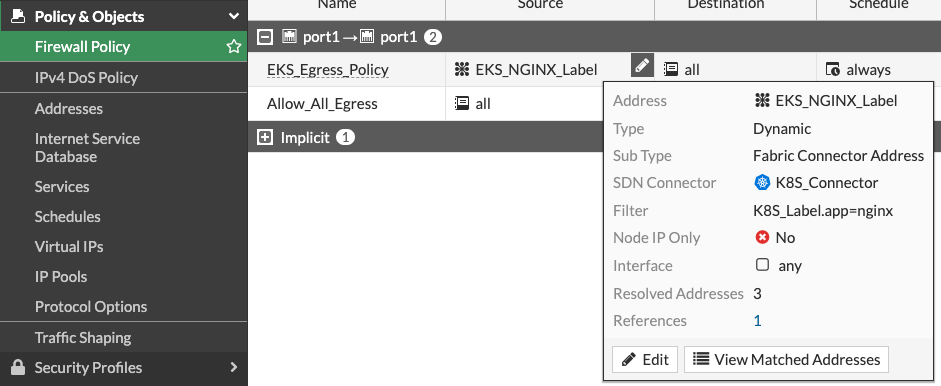 Policy & Objects
Firewall Policy
IPv4 DoS Policy
Addresses
Internet Service
Database
Services
Schedules
Virtual IPs
IP Pools
Protocol Options
Traffic Shaping
Security Profiles
Name Source Destination Schedule
port1→ port1 2
EKS_Egress_Policy EKS_NGINX_Label all always
Allow_All_Egress all
Implicit 1
Address EKS_NGINX_Label
Type Dynamic
Sub Type Fabric Connector Address
SDN Connector K8S_Connector
Filter K8S_Label.app=nginx
Node IP Only No
Interface any
Resolved Addresses 3
References 1
Edit View Matched Addresses